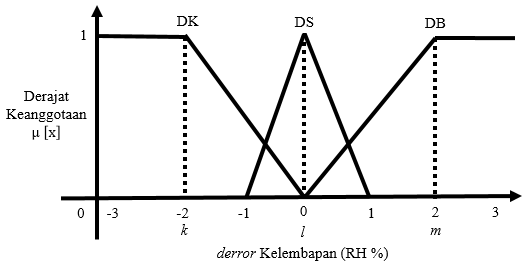 DK DS DB
1
Derajat
Keanggotaan
μ [x]
0 -3 -2 -1 0 1 2 3
k l m
derror Kelembapan (RH %)